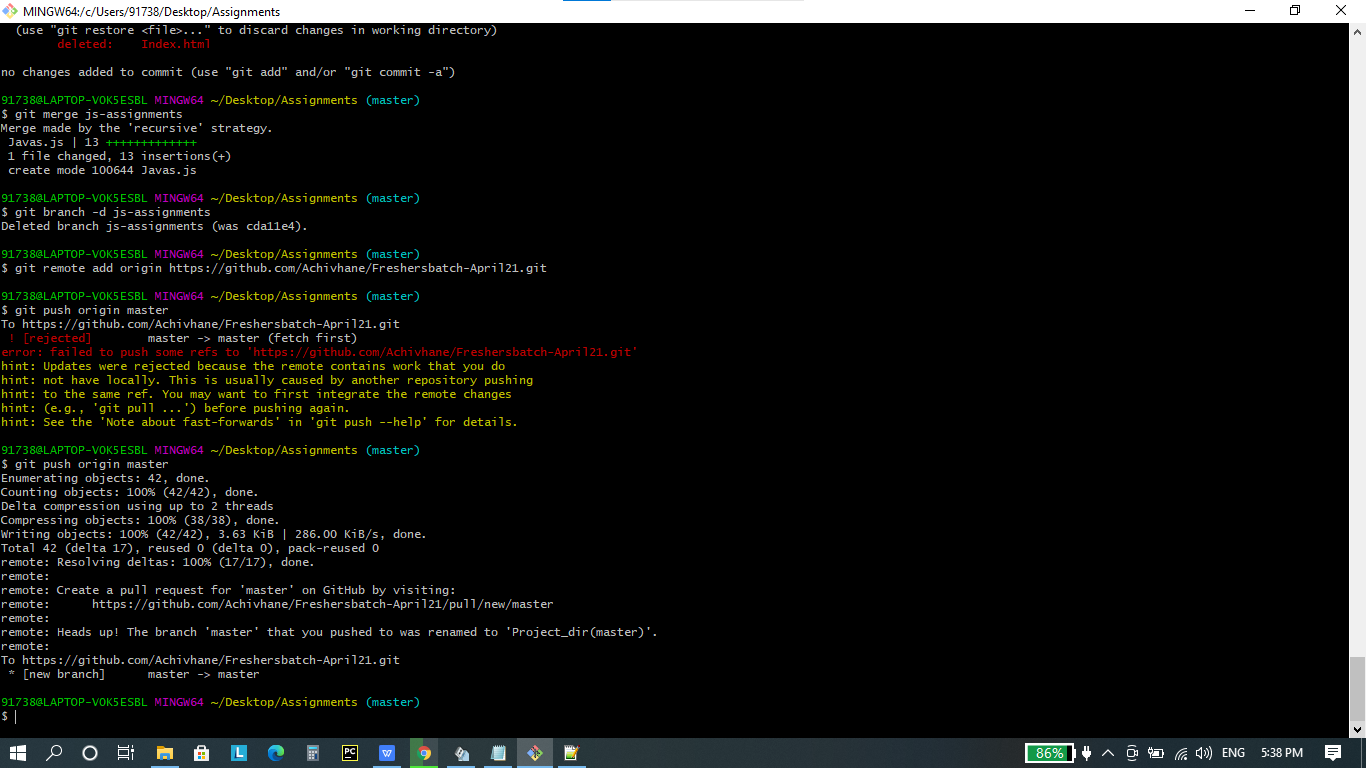 MINGW64:/c/Users/91738/Desktop/Assignments
(use "git restore <file>..." to discard changes in working directory)
deleted: Index.html
no changes added to commit (use "git add" and/or "git commit -a")
91738@LAPTOP-VOK5ESBL MINGW64 ~/Desktop/Assignments (master)
$ git merge js-assignments
Merge made by the 'recursive' strategy.
Javas.js | 13 +++++++++++++
1 file changed, 13 insertions(+)
create mode 100644 Javas.js
91738@LAPTOP-VOK5ESBL MINGW64 ~/Desktop/Assignments (master)
$ git branch -d js-assignments
Deleted branch js-assignments (was cda11e4).
91738@LAPTOP-VOK5ESBL MINGW64 ~/Desktop/Assignments (master)
$ git remote add origin https://github.com/Achivhane/Freshersbatch-April21.git
91738@LAPTOP-VOK5ESBL MINGW64 ~/Desktop/Assignments (master)
$ git push origin master
To https://github.com/Achivhane/Freshersbatch-April21.git
! [rejected] master -> master (fetch first)
error: failed to push some refs to 'https://github.com/Achivhane/Freshersbatch-April21.git'
hint: Updates were rejected because the remote contains work that you do
hint: not have locally. This is usually caused by another repository pushing
hint: to the same ref. You may want to first integrate the remote changes
hint: (e.g., 'git pull ...') before pushing again.
hint: See the 'Note about fast-forwards' in 'git push --help' for details.
91738@LAPTOP-VOK5ESBL MINGW64 ~/Desktop/Assignments (master)
$ git push origin master
Enumerating objects: 42, done.
Counting objects: 100% (42/42), done.
Delta compression using up to 2 threads
Compressing objects: 100% (38/38), done.
Writing objects: 100% (42/42), 3.63 KiB | 286.00 KiB/s, done.
Total 42 (delta 17), reused 0 (delta 0), pack-reused 0
remote: Resolving deltas: 100% (17/17), done.
remote:
remote: Create a pull request for 'master' on GitHub by visiting:
remote: https://github.com/Achivhane/Freshersbatch-April21/pull/new/master
remote:
remote: Heads up! The branch 'master' that you pushed to was renamed to 'Project_dir(master)'.
remote:
To https://github.com/Achivhane/Freshersbatch-April21.git
* [new branch] master -> master
91738@LAPTOP-VOK5ESBL MINGW64 ~/Desktop/Assignments (master)
$
L PC W 86% ENG 5:38 PM